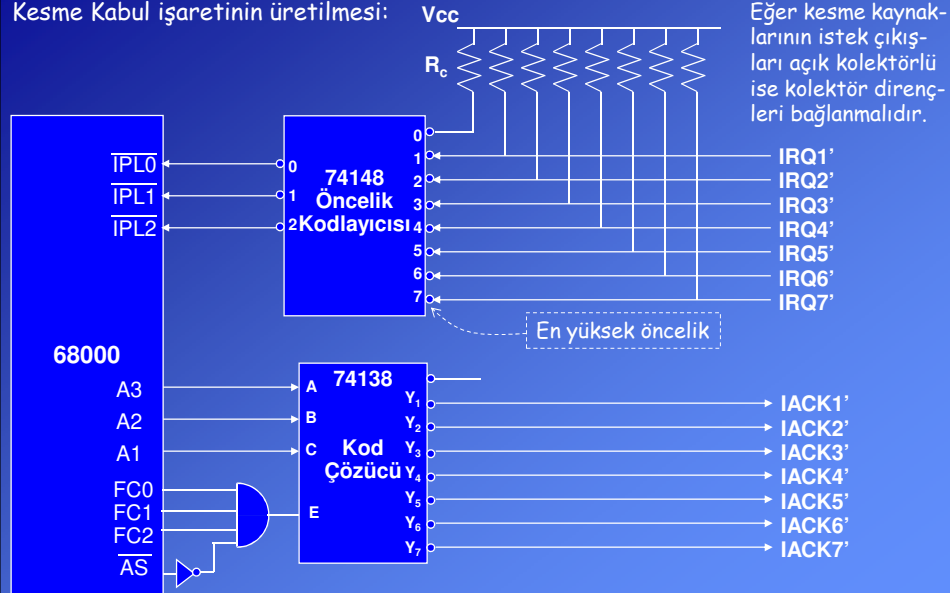 Kesme Kabul işaretinin üretilmesi:
Vcc
Rc
Eğer kesme kaynak-
larının istek çıkış-
ları açık kolektörlü
ise kolektör direnç-
leri bağlanmalıdır.
68000
IPL0
IPL1
IPL2
0
1
2
74148
Öncelik
Kodlayıcısı
0
1
2
3
4
5
6
7
IRQ1’
IRQ2’
IRQ3’
IRQ4’
IRQ5’
IRQ6’
IRQ7’
En yüksek öncelik
A3
A2
A1
FC0
FC1
FC2
AS
A
B
C
E
74138
Kod
Çözücü
Y1
Y2
Y3
Y4
Y5
Y6
Y7
IACK1’
IACK2’
IACK3’
IACK4’
IACK5’
IACK6’
IACK7’